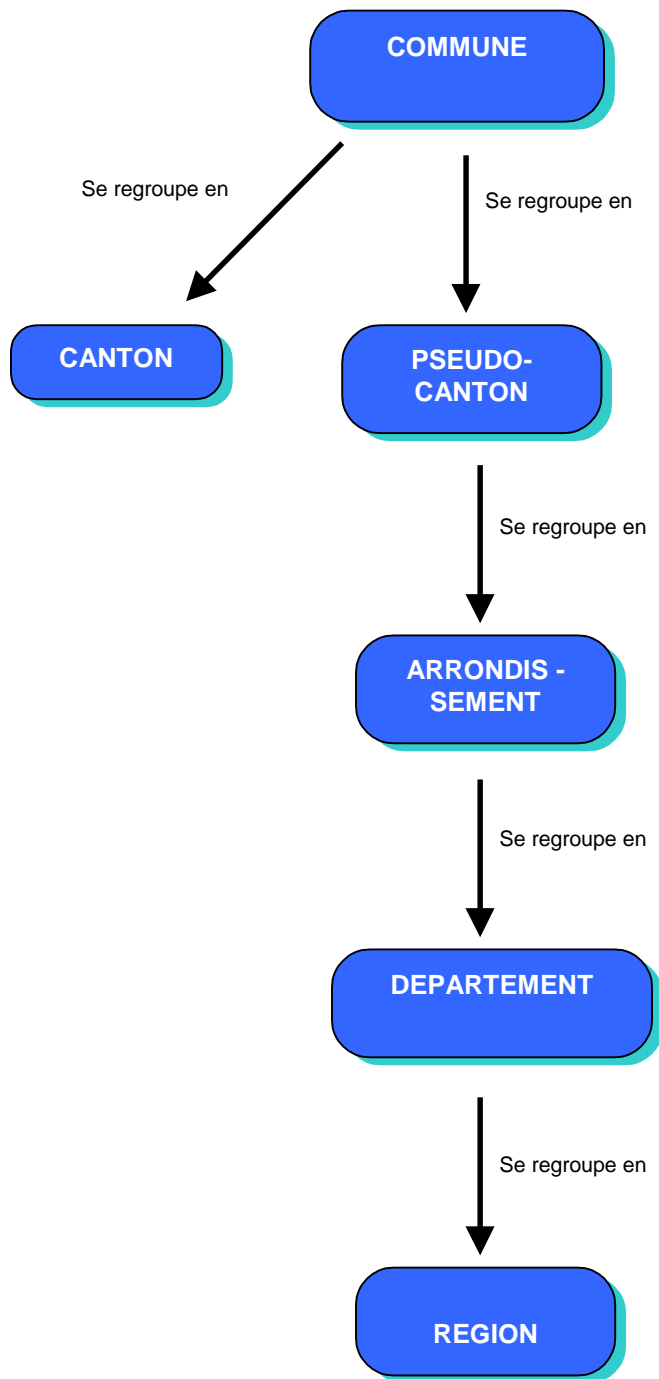 COMMUNE
Se regroupe en
Se regroupe en
CANTON
PSEUDO-
CANTON
Se regroupe en
ARRONDIS -
SEMENT
Se regroupe en
DEPARTEMENT
Se regroupe en
REGION